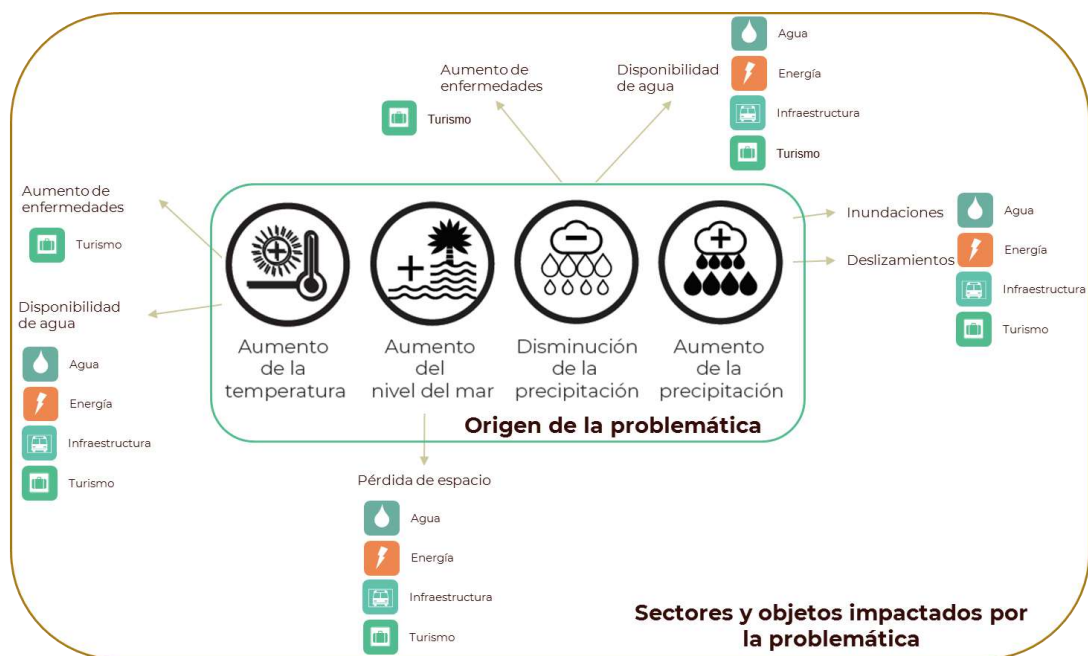 Aumento de
enfermedades
Turismo
Disponibilidad
de agua
Agua
Energía
Infraestructura
Turismo
Aumento de
enfermedades
Turismo
Disponibilidad
de agua
Agua
Energía
Infraestructura
Turismo
Aumento
de la
temperatura
Aumento
del
nivel del mar
Disminución
de la
precipitación
Aumento
de la
precipitación
Origen de la problemática
Inundaciones
Deslizamientos
Agua
Energía
Infraestructura
Turismo
Pérdida de espacio
Agua
Energía
Infraestructura
Turismo
Sectores y objetos impactados por
la problemática